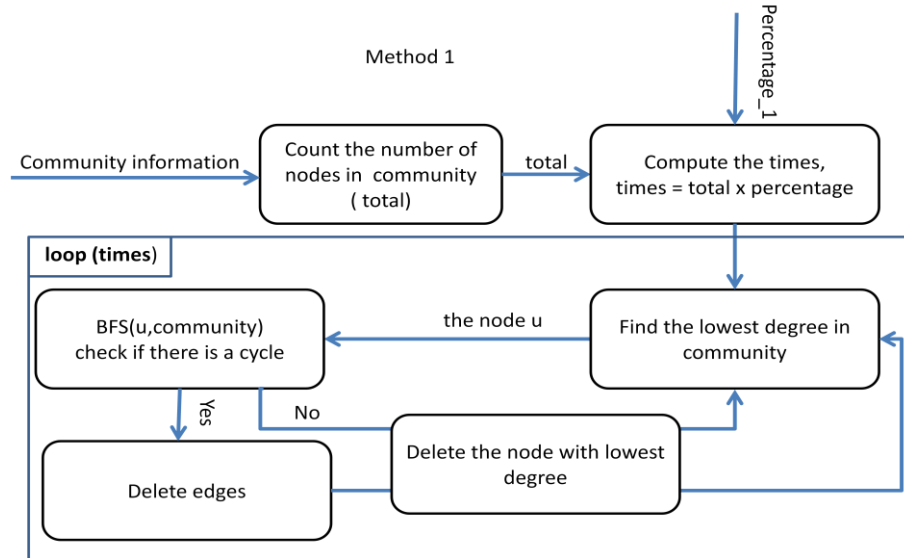 Method 1
Percentage_1
Community information
Count the number of
nodes in community
( total)
total
Compute the times,
times = total x percentage
loop (times)
BFS(u,community)
check if there is a cycle
the node u
Find the lowest degree in
community
Yes
No
Delete the node with lowest
degree
Delete edges